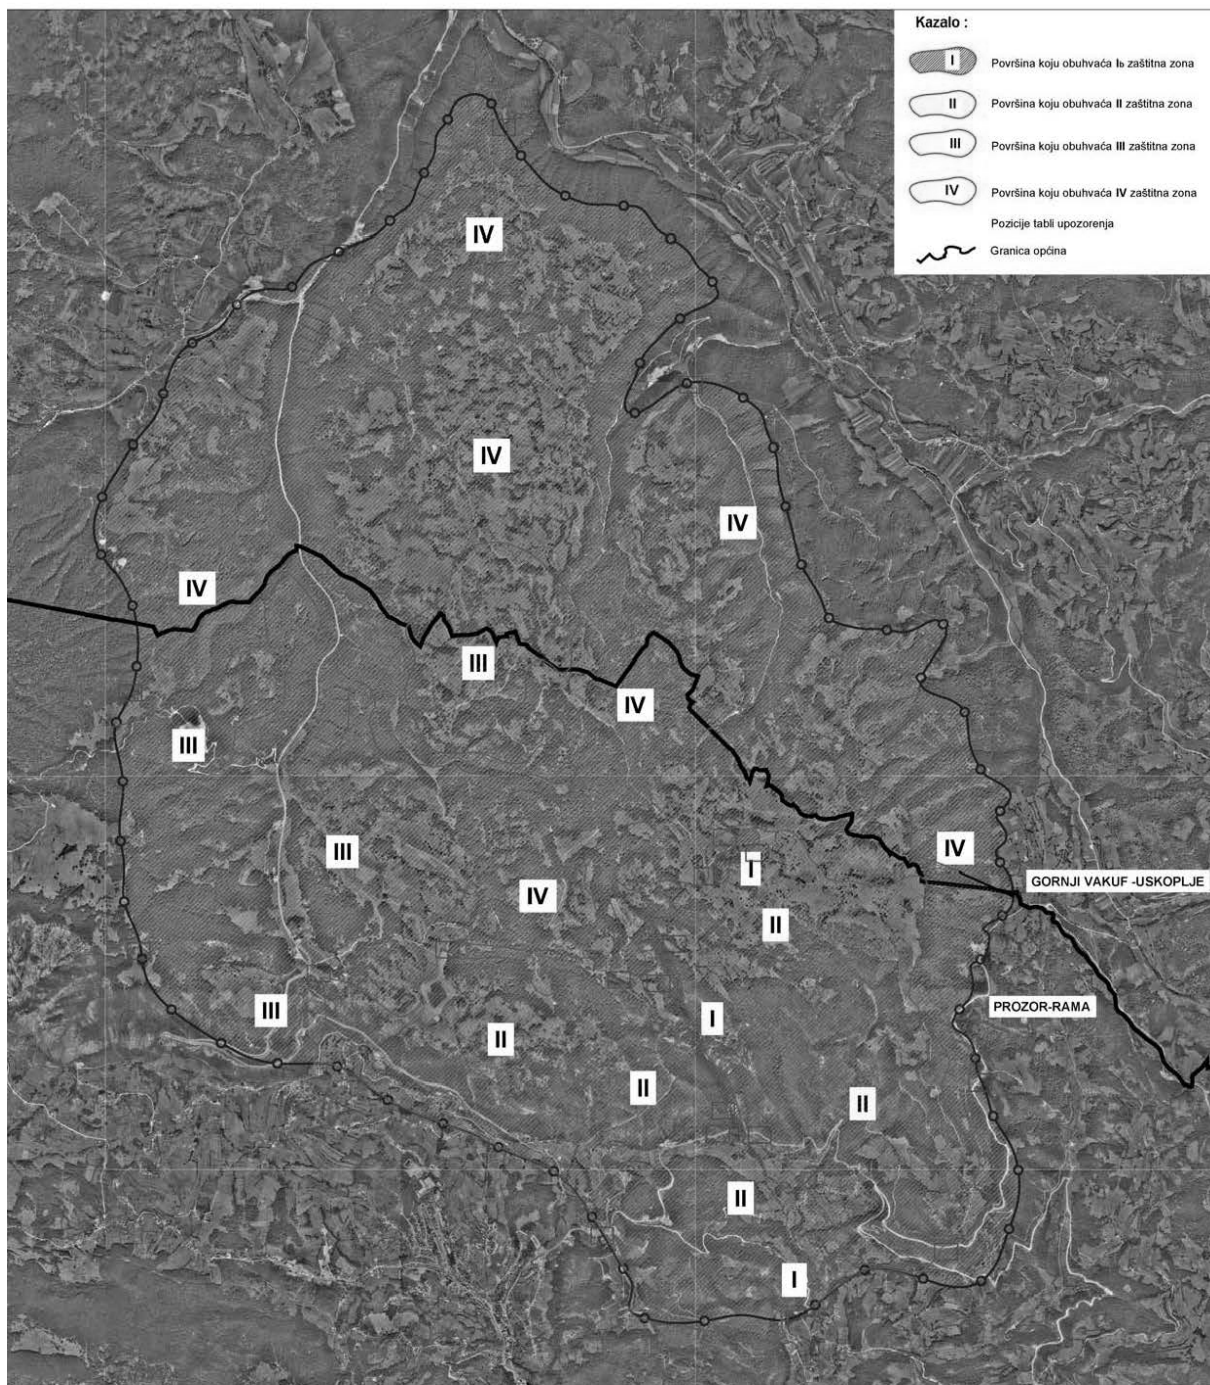 Kazalo :
I Površina koju obuhvaća Ib zaštitna zona
II Površina koju obuhvaća II zaštitna zona
III Površina koju obuhvaća III zaštitna zona
IV Površina koju obuhvaća IV zaštitna zona
Pozicije tabli upozorenja
Granica općina
IV
IV
IV
IV
III
IV
III
III
IV
I
IV
GORNJI VAKUF -USKOPLJE
II
PROZOR-RAMA
III
I
II
II
II
II
I